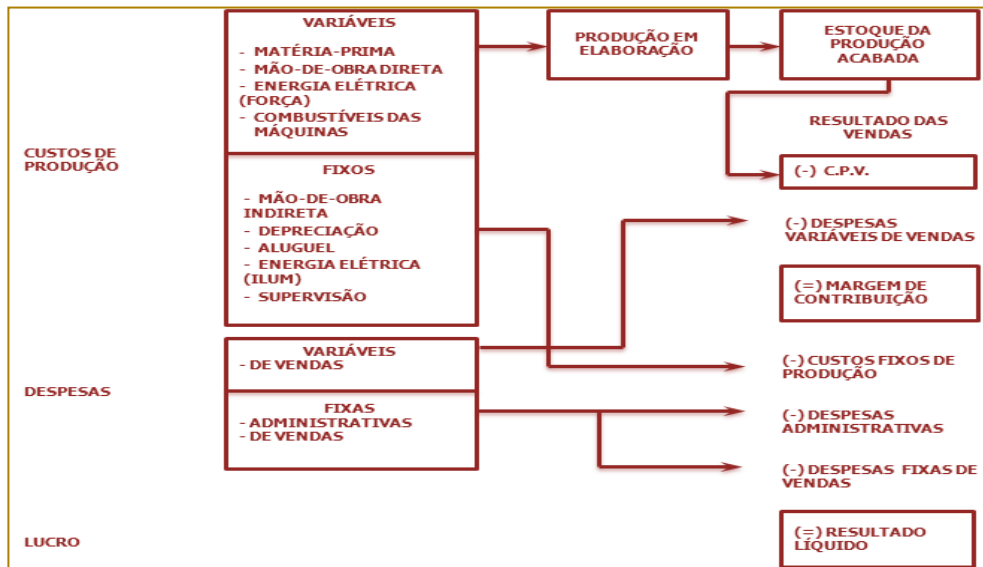 VARIÁVEIS
- MATÉRIA-PRIMA
- MÃO-DE-OBRA DIRETA
- ENERGIA ELÉTRICA
(FORÇA)
- COMBUSTÍVEIS DAS
MÁQUINAS
PRODUÇÃO EM
ELABORAÇÃO
ESTOQUE DA
PRODUÇÃO
ACABADA
RESULTADO DAS
VENDAS
CUSTOS DE
PRODUÇÃO
(-) C.P.V.
FIXOS
- MÃO-DE-OBRA
INDIRETA
- DEPRECIAÇÃO
- ALUGUEL
- ENERGIA ELÉTRICA
(ILUM)
- SUPERVISÃO
(-) DESPESAS
VARIÁVEIS DE VENDAS
(=) MARGEM DE
CONTRIBUIÇÃO
DESPESAS
VARIÁVEIS
- DE VENDAS
(-) CUSTOS FIXOS DE
PRODUÇÃO
FIXAS
- ADMINISTRATIVAS
- DE VENDAS
(-) DESPESAS
ADMINISTRATIVAS
(-) DESPESAS FIXAS DE
VENDAS
LUCRO
(=) RESULTADO
LÍQUIDO